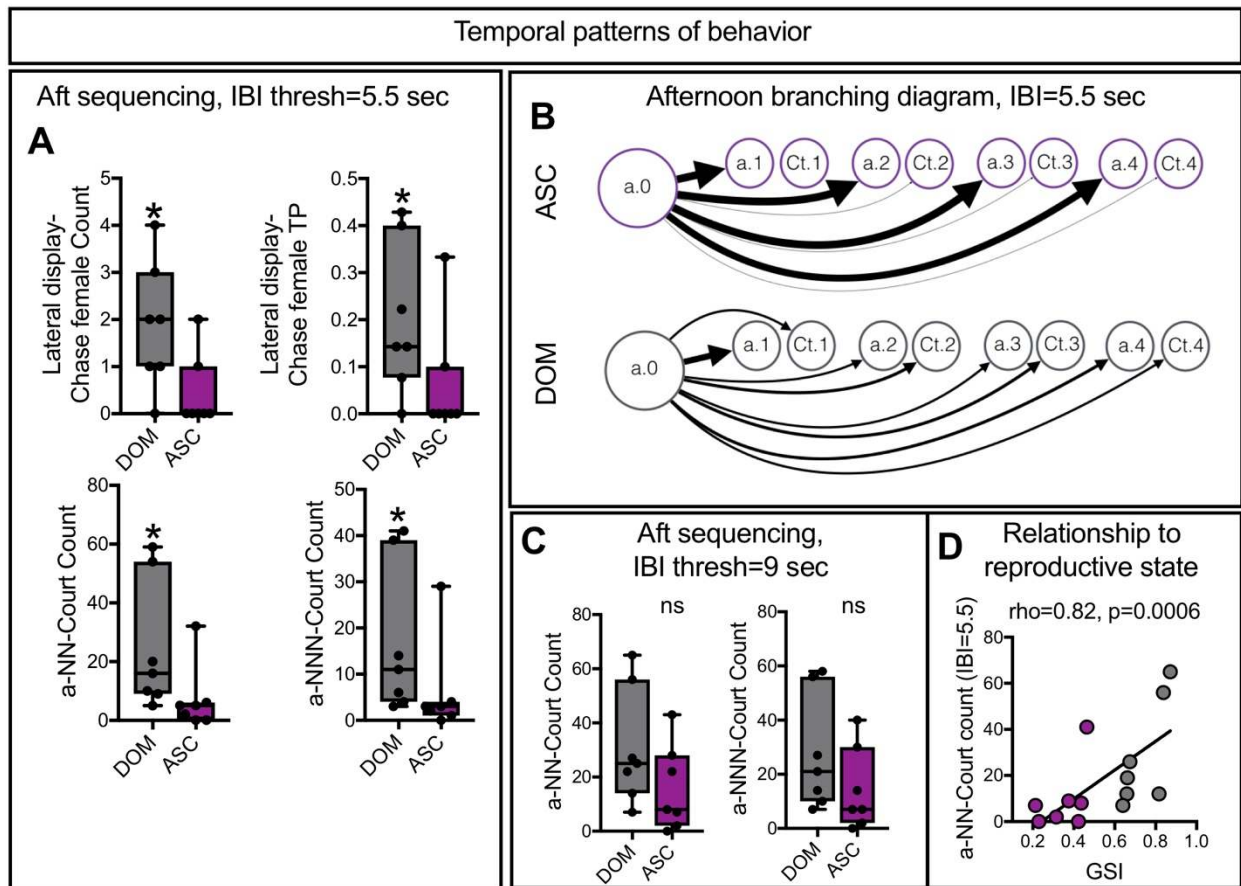 Temporal patterns of behavior
Aft sequencing, IBI thresh=5.5 sec
A
Lateral display-
Chase female Count
5
4
3
2
1
0
*
DOM
ASC
Lateral display-
Chase female TP
0.5
0.4
0.3
0.2
0.1
0.0
*
DOM
ASC
a-NN-Court Count
80
60
40
20
0
*
DOM
ASC
a-NNN-Court Count
50
40
30
20
10
0
*
DOM
ASC
Afternoon branching diagram, IBI=5.5 sec
B
ASC
a.0
a.1
Ct.1
a.2
Ct.2
a.3
Ct.3
a.4
Ct.4
DOM
a.0
a.1
Ct.1
a.2
Ct.2
a.3
Ct.3
a.4
Ct.4
C
Aft sequencing,
IBI thresh=9 sec
ns
a-NN-Court Count
80
60
40
20
0
DOM
ASC
ns
a-NNN-Court Count
80
60
40
20
0
DOM
ASC
D
Relationship to
reproductive state
rho=0.82, p=0.0006
a-NN-Court count (IBI=5.5)
80
60
40
20
0
0.2 0.4 0.6 0.8 1.0
GSI